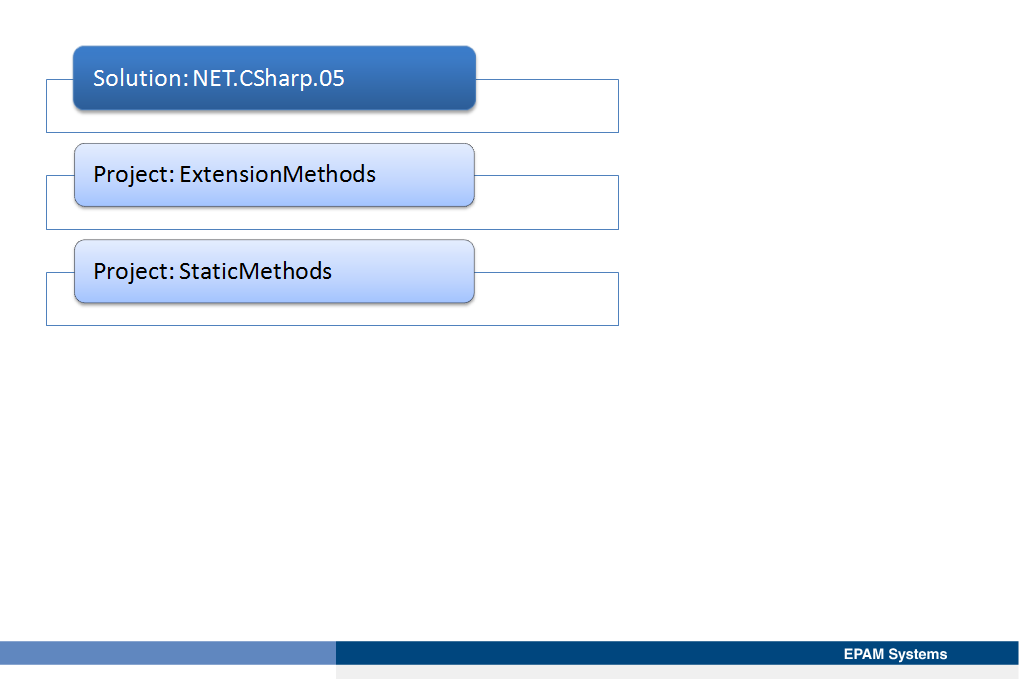 Solution: NET.CSharp.05
Project: ExtensionMethods
Project: StaticMethods
EPAM Systems